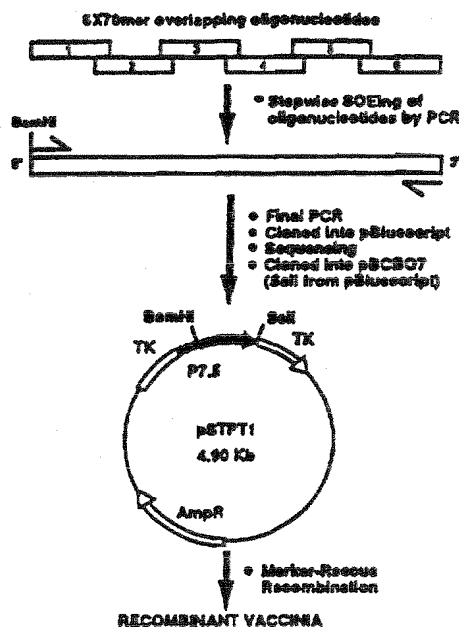 6X70mer overlapping oligonucleotides
1 3 5
2 4 6
Stepwise SOEing of
oligonucleotides by PCR
BamHI
5' 3'
Final PCR
Cloned into pBluescript
Sequencing
Cloned into pBCB07
(SalI from pBluescript)
BamHI SalI
TK TK
P7.5
pSTPT1
4.90 Kb
AmpR
Marker-Rescue
Recombination
RECOMBINANT VACCINIA